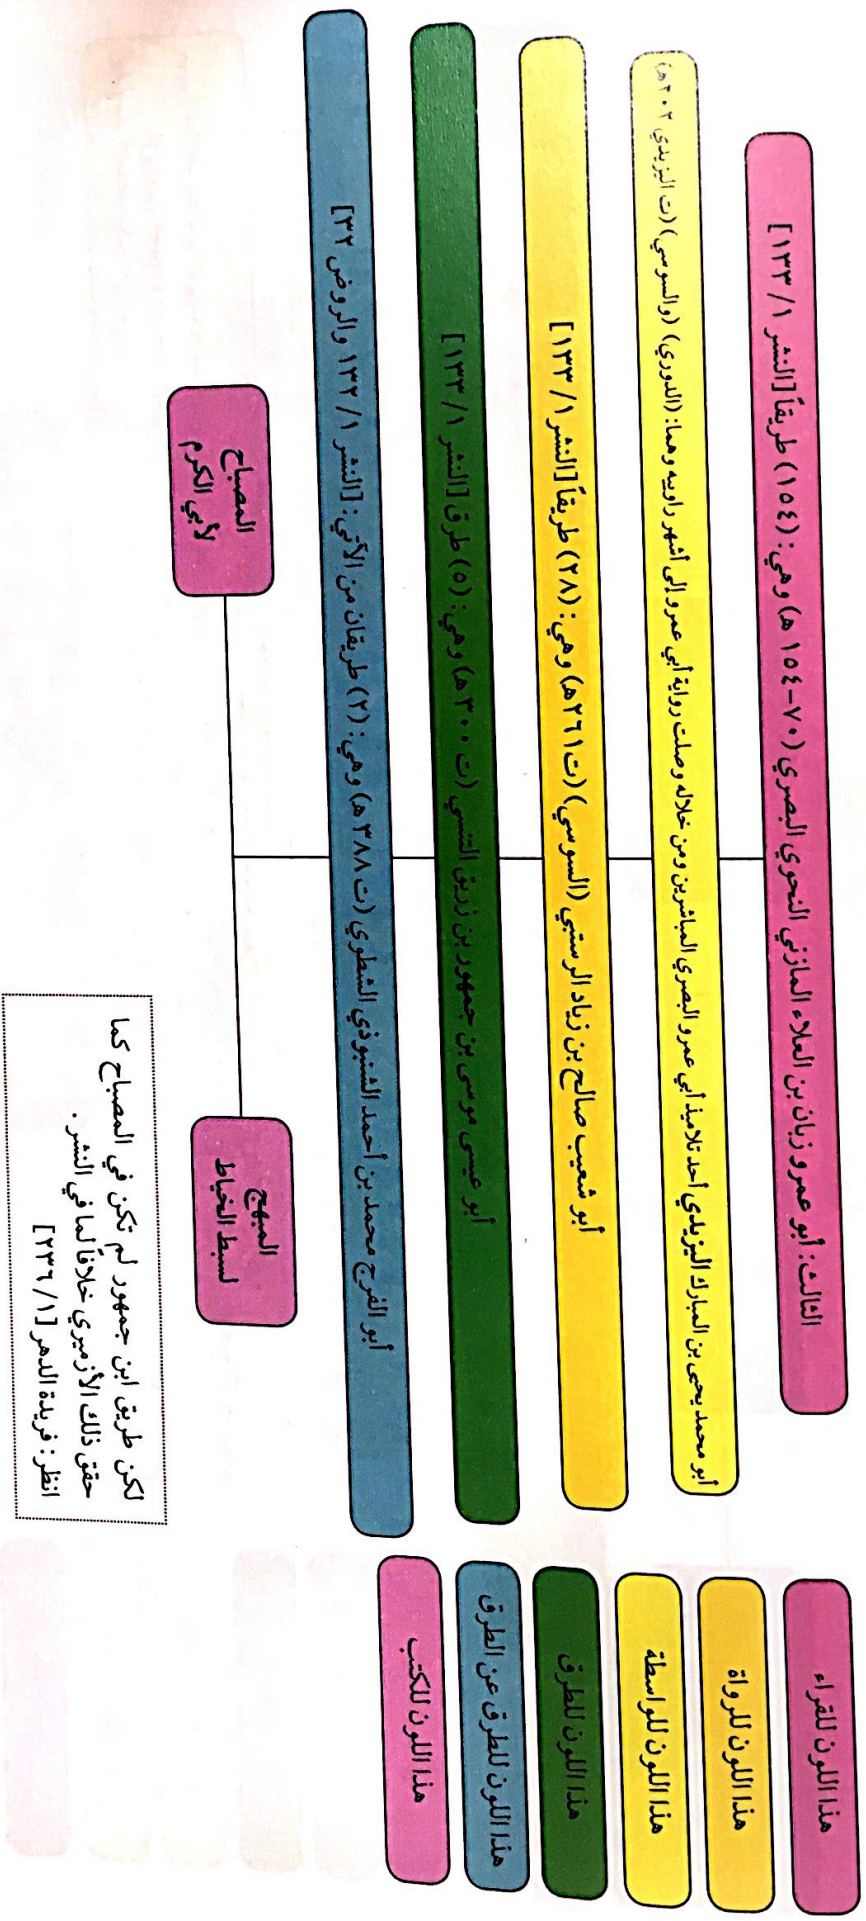 الثالث: أبو عمرو زبان بن العلاء المازني النحوي البصري (٧٠-١٥٤ هـ) وهي: (١٥٤) طريقاً [النشر ١/ ١٣٣]
أبو محمد يحيى بن المبارك اليزيدي أحد تلاميذ أبي عمرو البصري المباشرين ومن خلاله وصلت رواية أبي عمرو إلى أشهر راوييه وهما: (الدوري) (والسوسي) (ت اليزيدي ٢٠٢هـ)
أبو شعيب صالح بن زياد الرستبي (السوسي) (ت٢٦١هـ) وهي: (٢٨) طريقاً [النشر ١/ ١٣٣]
أبو عيسى موسى بن جمهور بن زريق التنسي (ت ٣٠٠هـ) وهي: (٥) طرق [النشر ١/ ١٣٣]
أبو الفرج محمد بن أحمد الشنبوذي الشطوي (ت ٣٨٨هـ) وهي: (٢) طريقان من الآتي: [النشر ١/ ١٣٢ والروض ٣٢]
المصباح
لأبي الكرم
المبهج
لسبط الخياط
لكن طريق ابن جمهور لم تكن في المصباح كما
حقق ذلك الأزميري خلافاً لما في النشر.
انظر: فريدة الدهر [١/ ٢٣٦]
هذا اللون للقراء
هذا اللون للرواة
هذا اللون للواسطة
هذا اللون للطرق
هذا اللون للطرق عن الطرق
هذا اللون للكتب